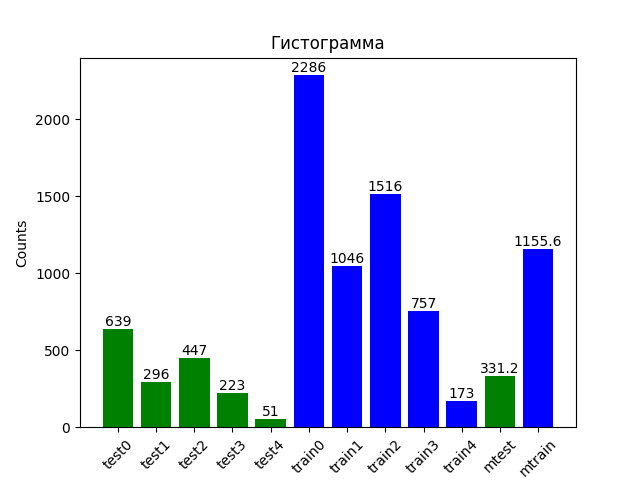 Гистограмма
Counts
2000
1500
1000
500
0
639
296
447
223
51
2286
1046
1516
757
173
331.2
1155.6
test0
test1
test2
test3
test4
train0
train1
train2
train3
train4
mtest
mtrain